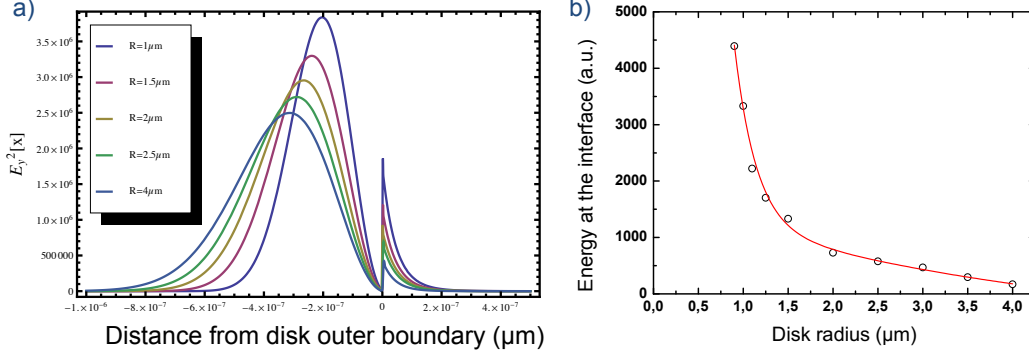 a)
R=1μm
R=1.5μm
R=2μm
R=2.5μm
R=4μm
3.5×10⁶
3.0×10⁶
2.5×10⁶
2.0×10⁶
1.5×10⁶
1.0×10⁶
500000
0
E_y²[x]
−1.×10⁻⁶ −8.×10⁻⁷ −6.×10⁻⁷ −4.×10⁻⁷ −2.×10⁻⁷ 0 2.×10⁻⁷ 4.×10⁻⁷
Distance from disk outer boundary (μm)
b)
5000
4000
3000
2000
1000
0
Energy at the interface (a.u.)
0,0 0,5 1,0 1,5 2,0 2,5 3,0 3,5 4,0
Disk radius (μm)